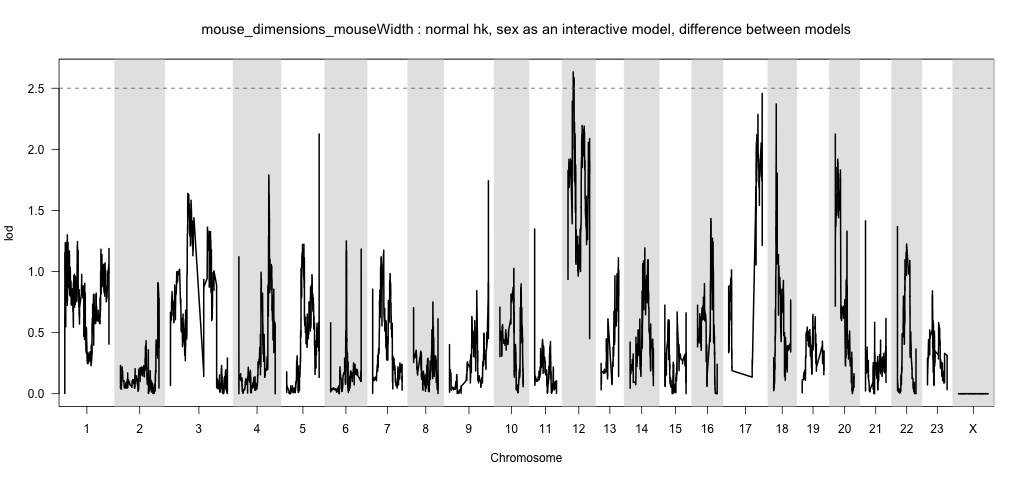 mouse_dimensions_mouseWidth : normal hk, sex as an interactive model, difference between models
2.5
2.0
1.5
1.0
0.5
0.0
lod
1 2 3 4 5 6 7 8 9 10 11 12 13 14 15 16 17 18 19 20 21 22 23 X
Chromosome